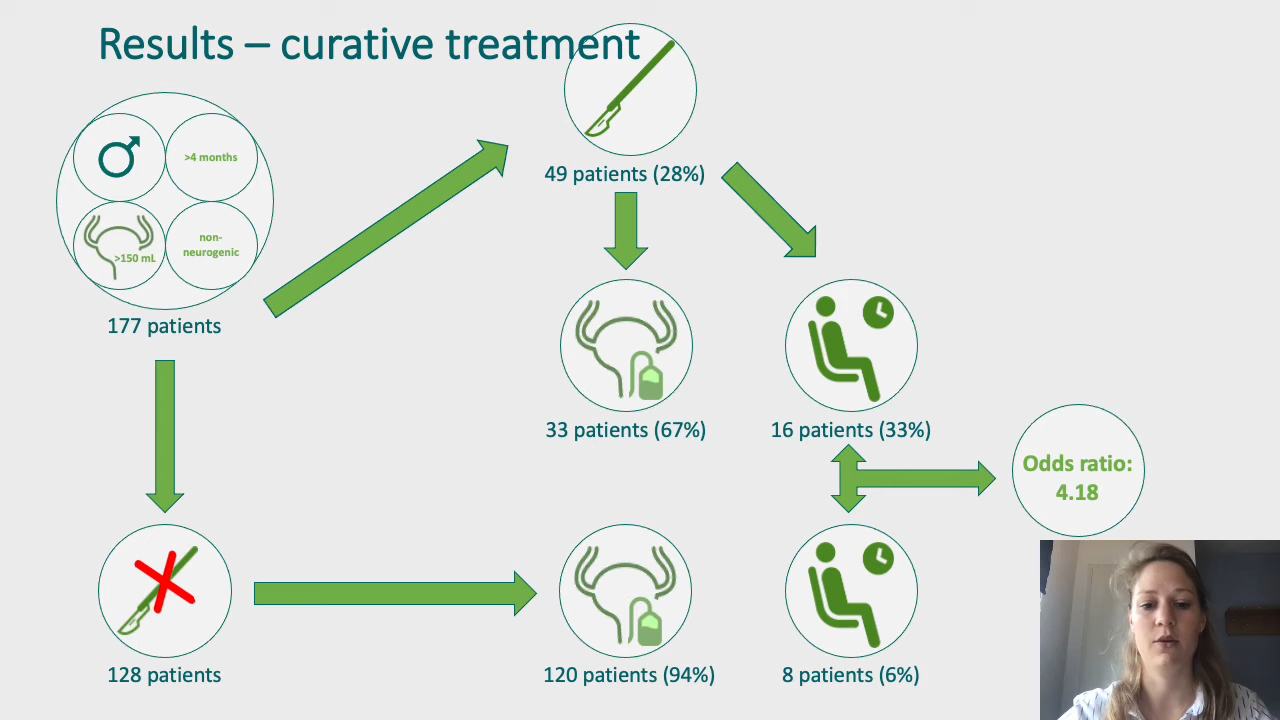 Results – curative treatment
>4 months
>150 mL
non-
neurogenic
177 patients
49 patients (28%)
33 patients (67%)
16 patients (33%)
Odds ratio:
4.18
128 patients
120 patients (94%)
8 patients (6%)